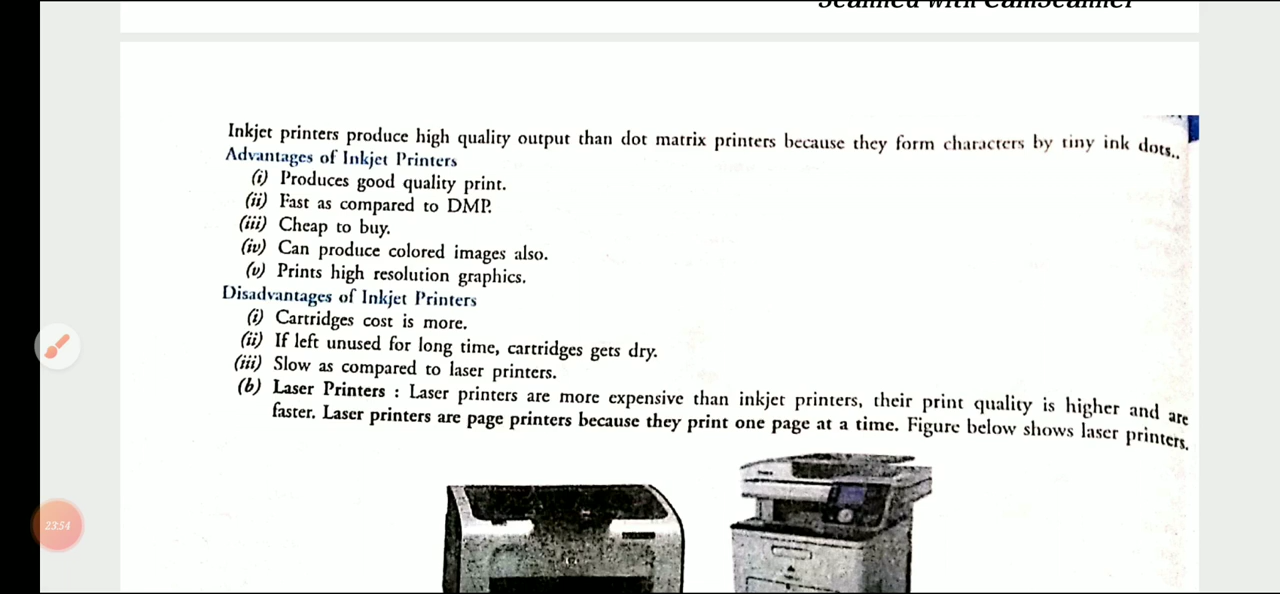 Scanned with CamScanner
Inkjet printers produce high quality output than dot matrix printers because they form characters by tiny ink dots..
Advantages of Inkjet Printers
(i) Produces good quality print.
(ii) Fast as compared to DMP.
(iii) Cheap to buy.
(iv) Can produce colored images also.
(v) Prints high resolution graphics.
Disadvantages of Inkjet Printers
(i) Cartridges cost is more.
(ii) If left unused for long time, cartridges gets dry.
(iii) Slow as compared to laser printers.
(b) Laser Printers : Laser printers are more expensive than inkjet printers, their print quality is higher and are
faster. Laser printers are page printers because they print one page at a time. Figure below shows laser printers.
23:54